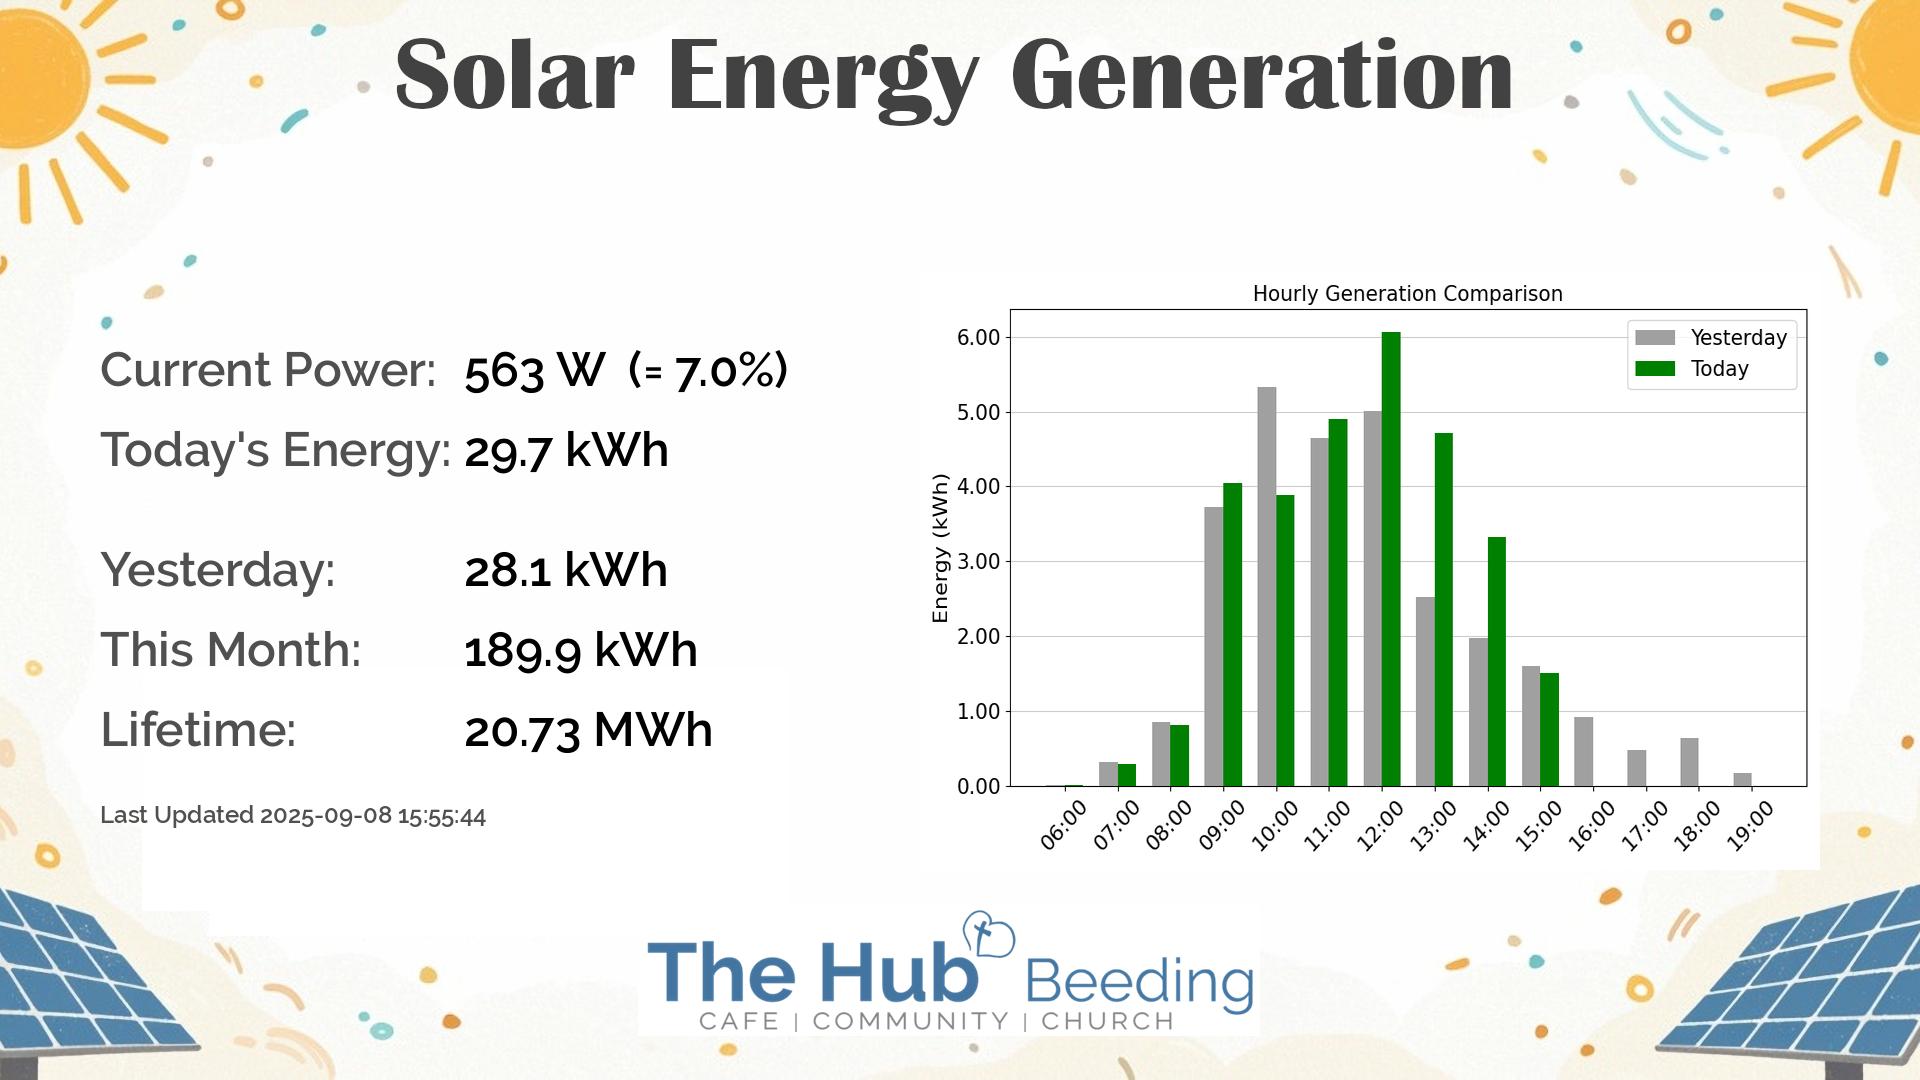 Solar Energy Generation
Current Power: 563 W (= 7.0%)
Today's Energy: 29.7 kWh
Yesterday: 28.1 kWh
This Month: 189.9 kWh
Lifetime: 20.73 MWh
Last Updated 2025-09-08 15:55:44
Hourly Generation Comparison
Yesterday
Today
Energy (kWh)
6.00
5.00
4.00
3.00
2.00
1.00
0.00
06:00 07:00 08:00 09:00 10:00 11:00 12:00 13:00 14:00 15:00 16:00 17:00 18:00 19:00
The Hub Beeding
CAFE | COMMUNITY | CHURCH